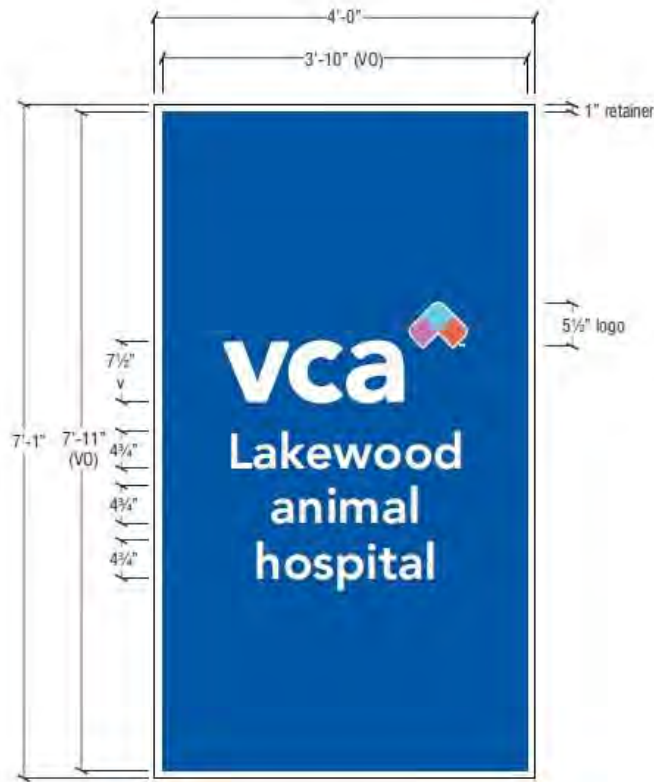 4'-0"
3'-10" (VO)
1" retainer
5½" logo
7½"
v
7'-1"
7'-11"
(VO)
4¾"
4¾"
4¾"
vca
™
Lakewood
animal
hospital